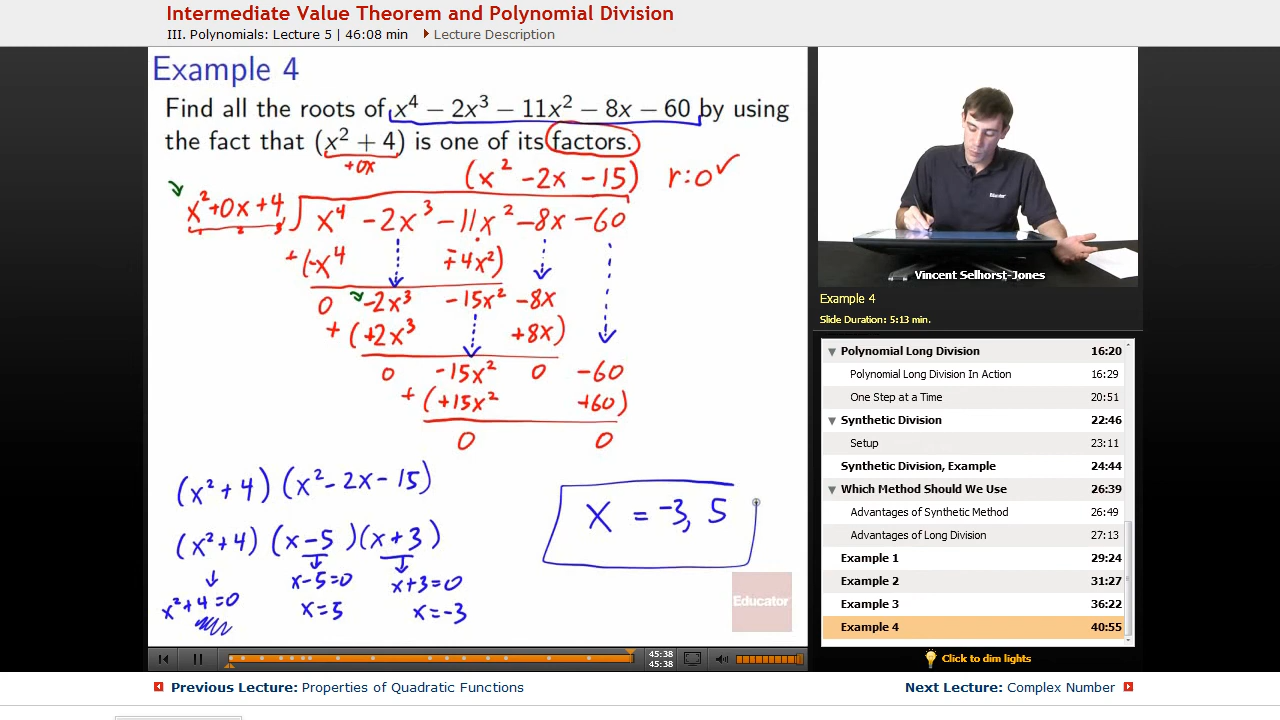 Intermediate Value Theorem and Polynomial Division
III. Polynomials: Lecture 5 | 46:08 min
Lecture Description
Example 4
Find all the roots of x⁴ − 2x³ − 11x² − 8x − 60 by using
the fact that (x² + 4) is one of its factors.
+0x
(x² -2x -15) r:0✓
x²+0x+4 x⁴ -2x³ -11x² -8x -60
+(-x⁴ -4x²)
0 -2x³ -15x² -8x
+(+2x³ +8x)
0 -15x² 0 -60
+(+15x² +60)
0 0
(x²+4)(x²-2x-15)
(x²+4)(x-5)(x+3)
x²+4=0 x-5=0 x+3=0
x=5 x=-3
x = -3, 5
Educator
Educator
Vincent Selhorst-Jones
Example 4
Slide Duration: 5:13 min.
Polynomial Long Division 16:20
Polynomial Long Division In Action 16:29
One Step at a Time 20:51
Synthetic Division 22:46
Setup 23:11
Synthetic Division, Example 24:44
Which Method Should We Use 26:39
Advantages of Synthetic Method 26:49
Advantages of Long Division 27:13
Example 1 29:24
Example 2 31:27
Example 3 36:22
Example 4 40:55
45:38
45:38
Click to dim lights
Previous Lecture: Properties of Quadratic Functions
Next Lecture: Complex Number